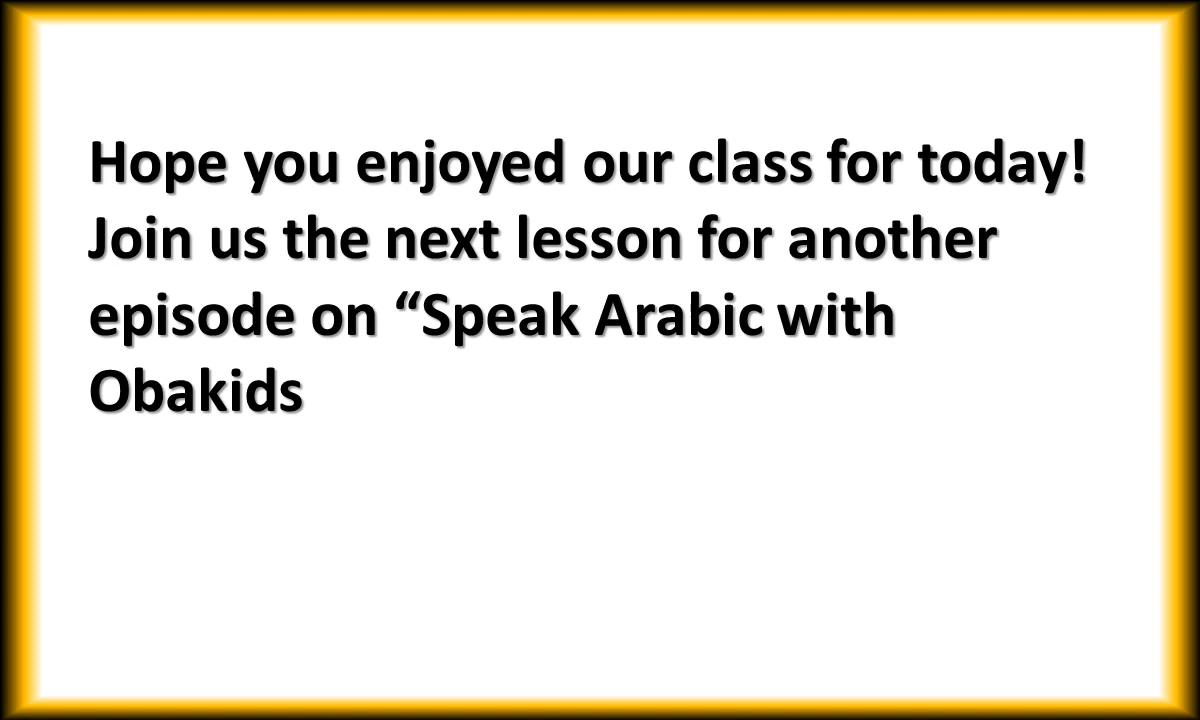 Hope you enjoyed our class for today!
Join us the next lesson for another
episode on “Speak Arabic with
Obakids